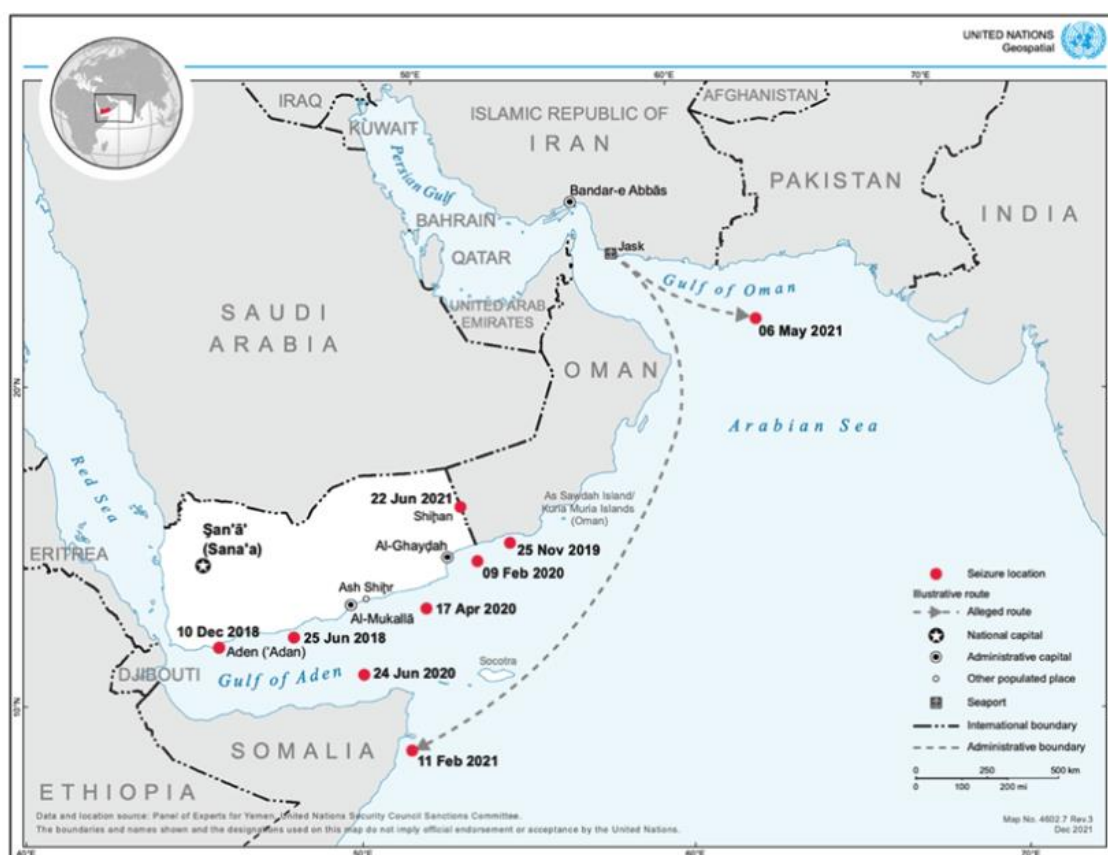 UNITED NATIONS
Geospatial
50°E
60°E
70°E
IRAQ
KUWAIT
ISLAMIC REPUBLIC OF
IRAN
AFGHANISTAN
PAKISTAN
INDIA
Persian Gulf
Bandar-e Abbās
BAHRAIN
QATAR
Jask
Gulf of Oman
UNITED ARAB
EMIRATES
06 May 2021
SAUDI
ARABIA
OMAN
20°N
20°N
Arabian Sea
Red Sea
22 Jun 2021
Shiḥan
As Sawdah Island/
Kuria Muria Islands
(Oman)
Şan'ā'
(Sana'a)
Al-Ghayḍah
25 Nov 2019
ERITREA
09 Feb 2020
Ash Shiḥr
17 Apr 2020
Al-Mukallā
10 Dec 2018
25 Jun 2018
Aden ('Adan)
DJIBOUTI
Gulf of Aden
24 Jun 2020
Socotra
10°N
10°N
SOMALIA
11 Feb 2021
ETHIOPIA
Seizure location
Illustrative route
Alleged route
National capital
Administrative capital
Other populated place
Seaport
International boundary
Administrative boundary
0 250 500 km
0 100 200 mi
Data and location source: Panel of Experts for Yemen, United Nations Security Council Sanctions Committee.
The boundaries and names shown and the designations used on this map do not imply official endorsement or acceptance by the United Nations.
Map No. 4602.7 Rev.3
Dec 2021
40°E
50°E
70°E